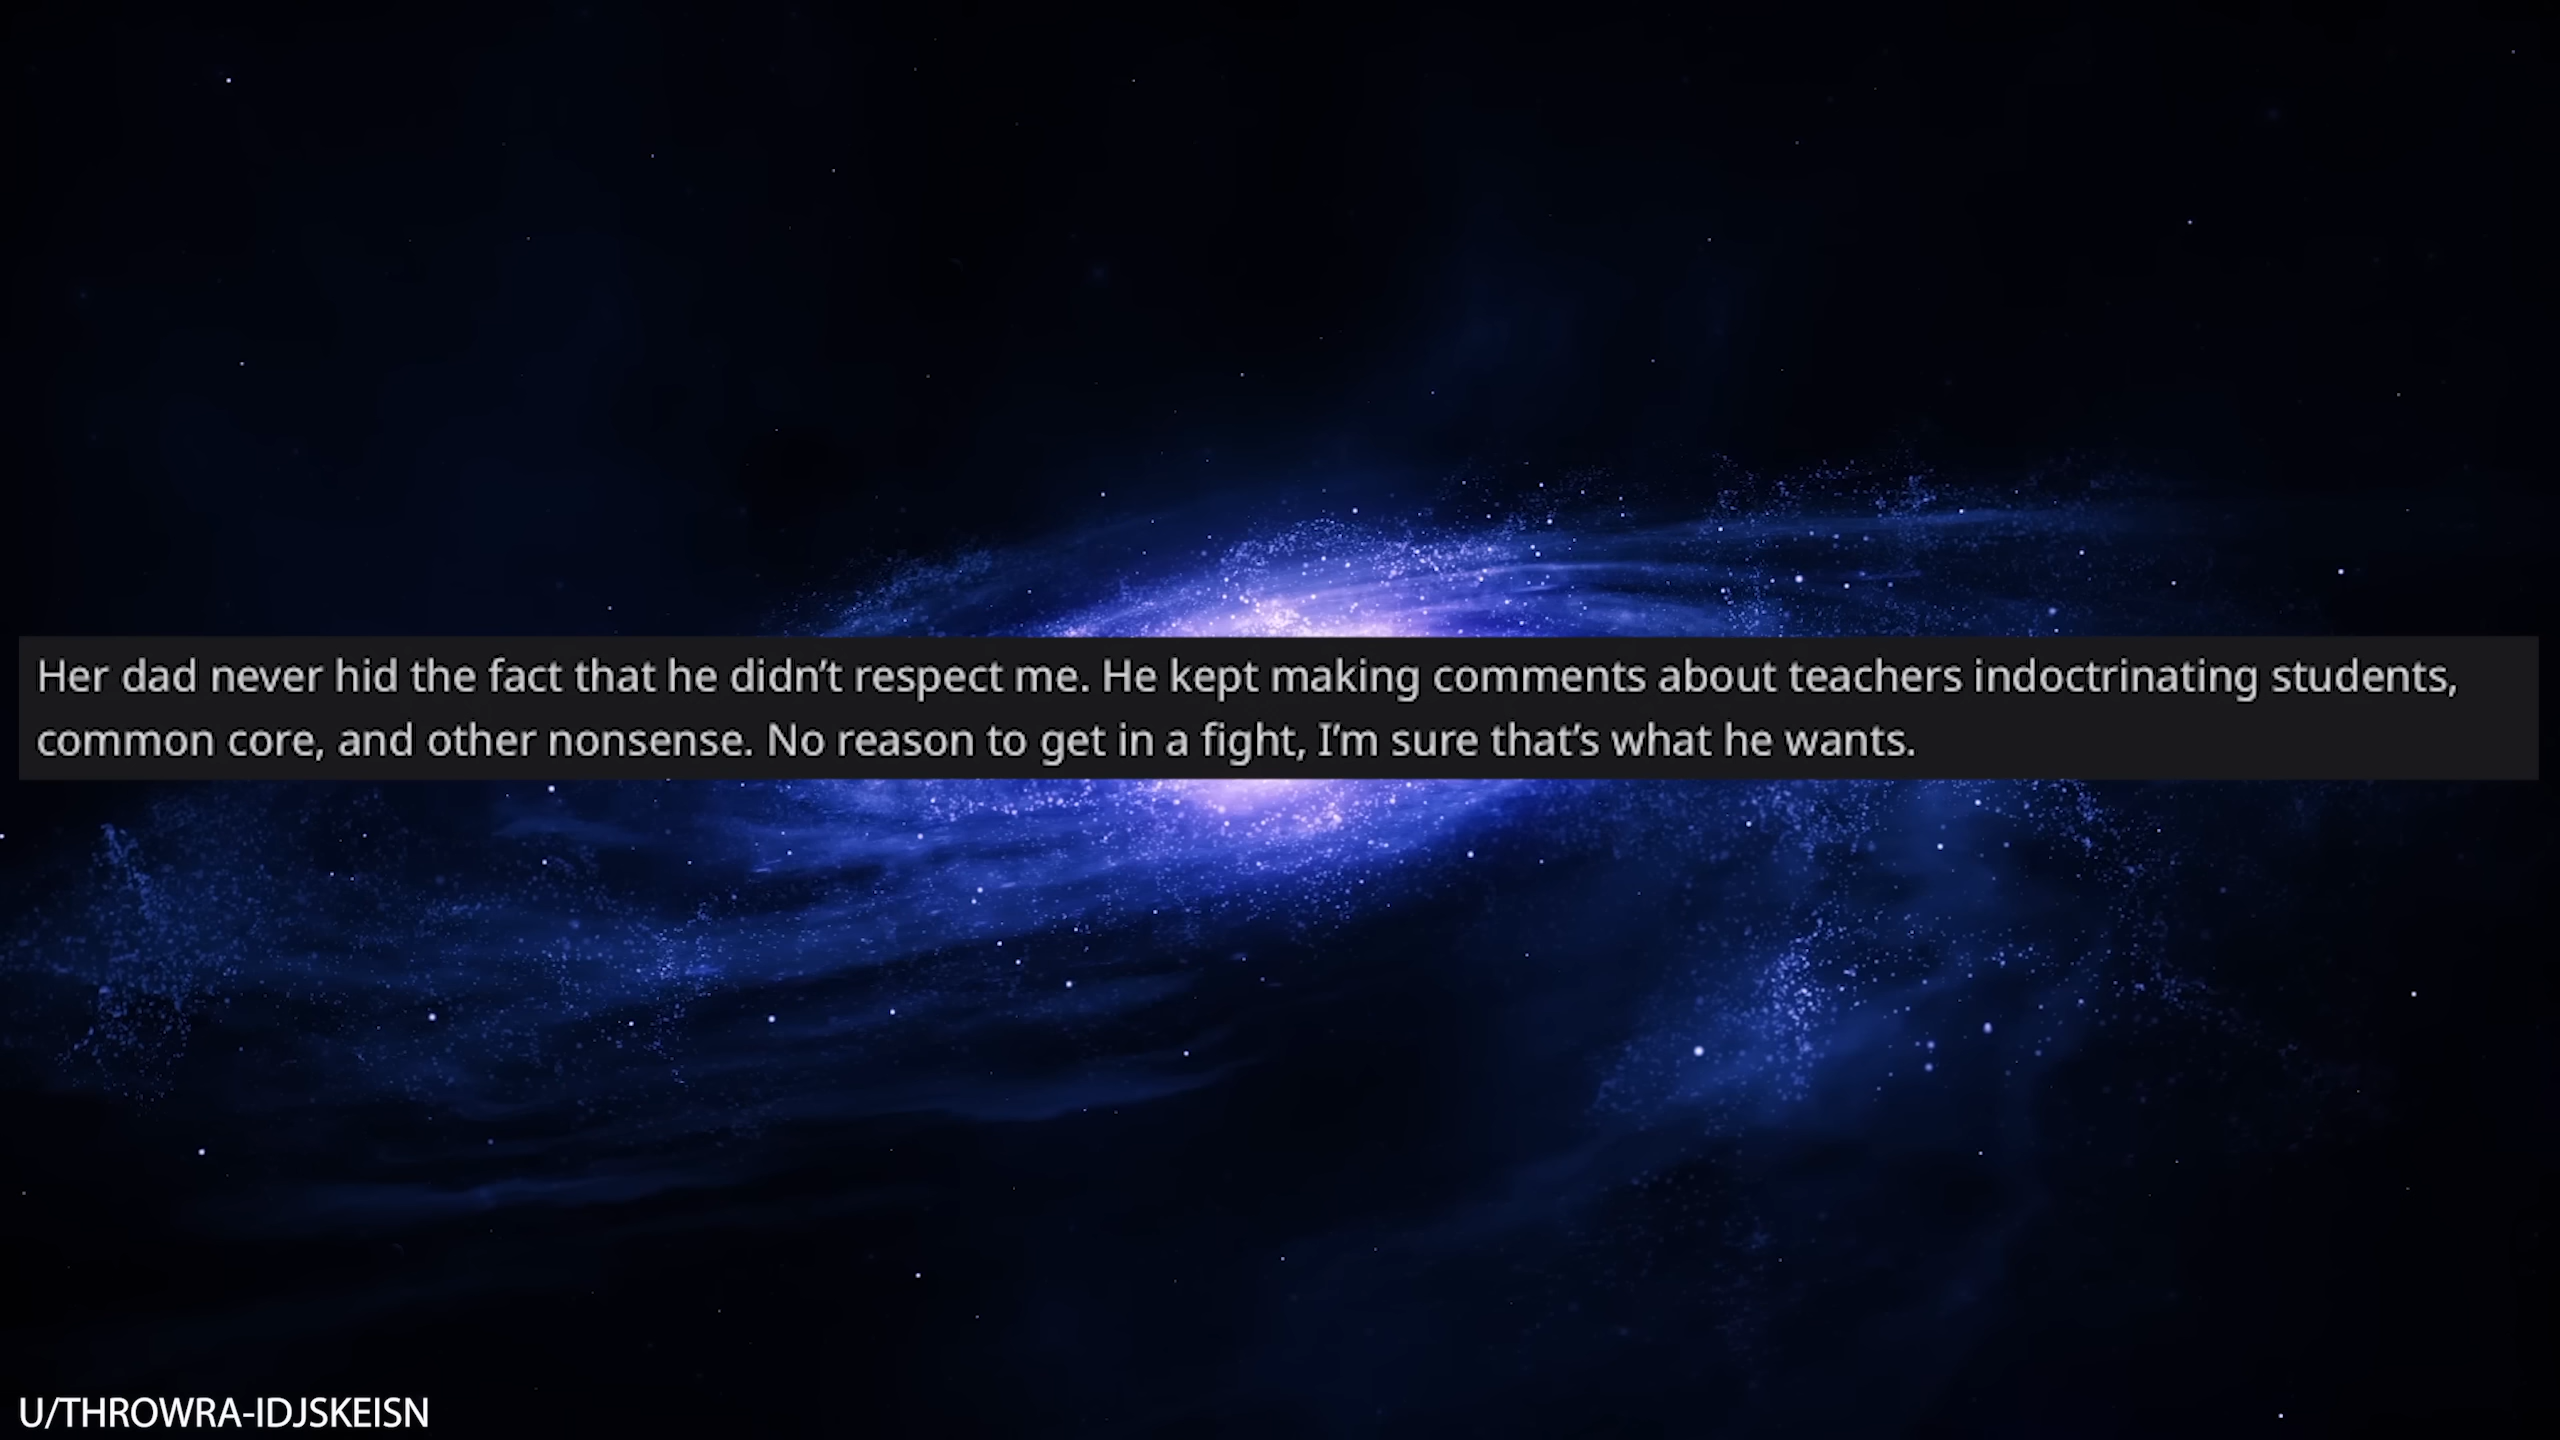 Her dad never hid the fact that he didn’t respect me. He kept making comments about teachers indoctrinating students,
common core, and other nonsense. No reason to get in a fight, I’m sure that’s what he wants.
U/THROWRA-IDJSKEISN